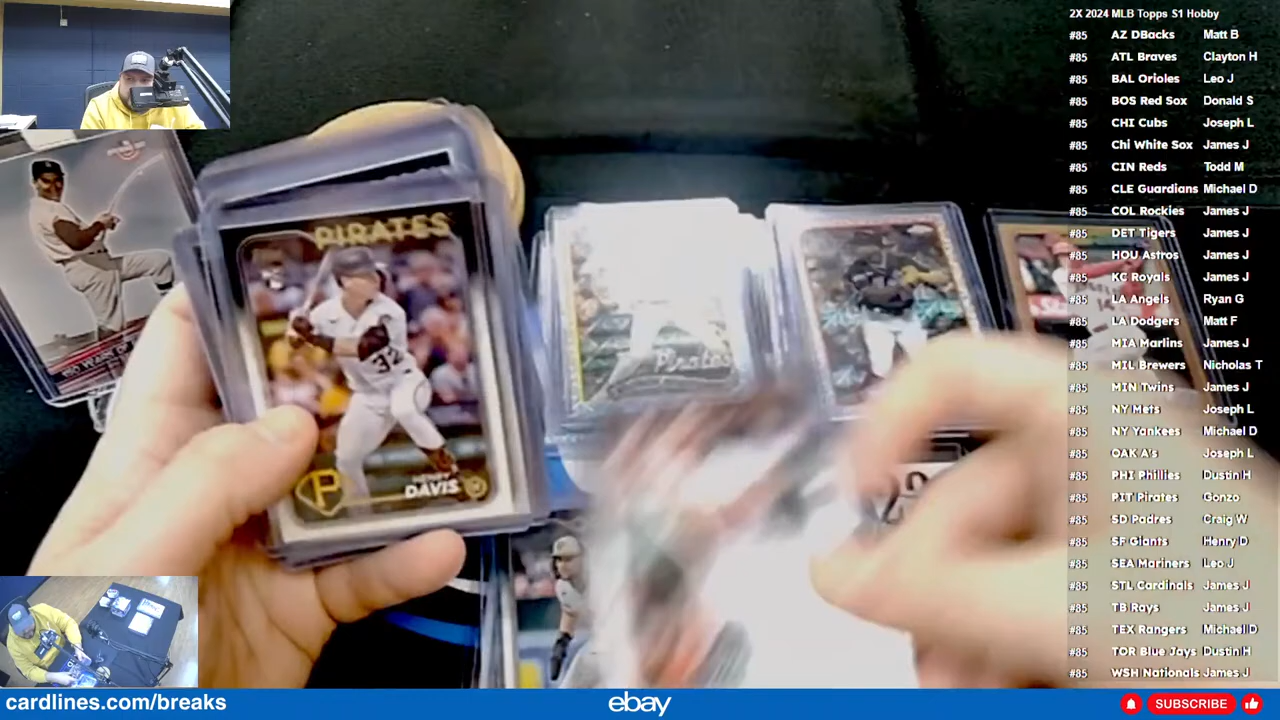 2X 2024 MLB Topps S1 Hobby
#85 AZ DBacks Matt B
#85 ATL Braves Clayton H
#85 BAL Orioles Leo J
#85 BOS Red Sox Donald S
#85 CHI Cubs Joseph L
#85 Chi White Sox James J
#85 CIN Reds Todd M
#85 CLE Guardians Michael D
#85 COL Rockies James J
#85 DET Tigers James J
#85 HOU Astros James J
#85 KC Royals James J
#85 LA Angels Ryan G
#85 LA Dodgers Matt F
#85 MIA Marlins James J
#85 MIL Brewers Nicholas T
#85 MIN Twins James J
#85 NY Mets Joseph L
#85 NY Yankees Michael D
#85 OAK A's Joseph L
#85 PHI Phillies Dustin H
#85 PIT Pirates Gonzo
#85 SD Padres Craig W
#85 SF Giants Henry D
#85 SEA Mariners Leo J
#85 STL Cardinals James J
#85 TB Rays James J
#85 TEX Rangers Michael D
#85 TOR Blue Jays Dustin H
#85 WSH Nationals James J
PIRATES
32
P
DAVIS
Pirates
cardlines.com/breaks
ebay
SUBSCRIBE